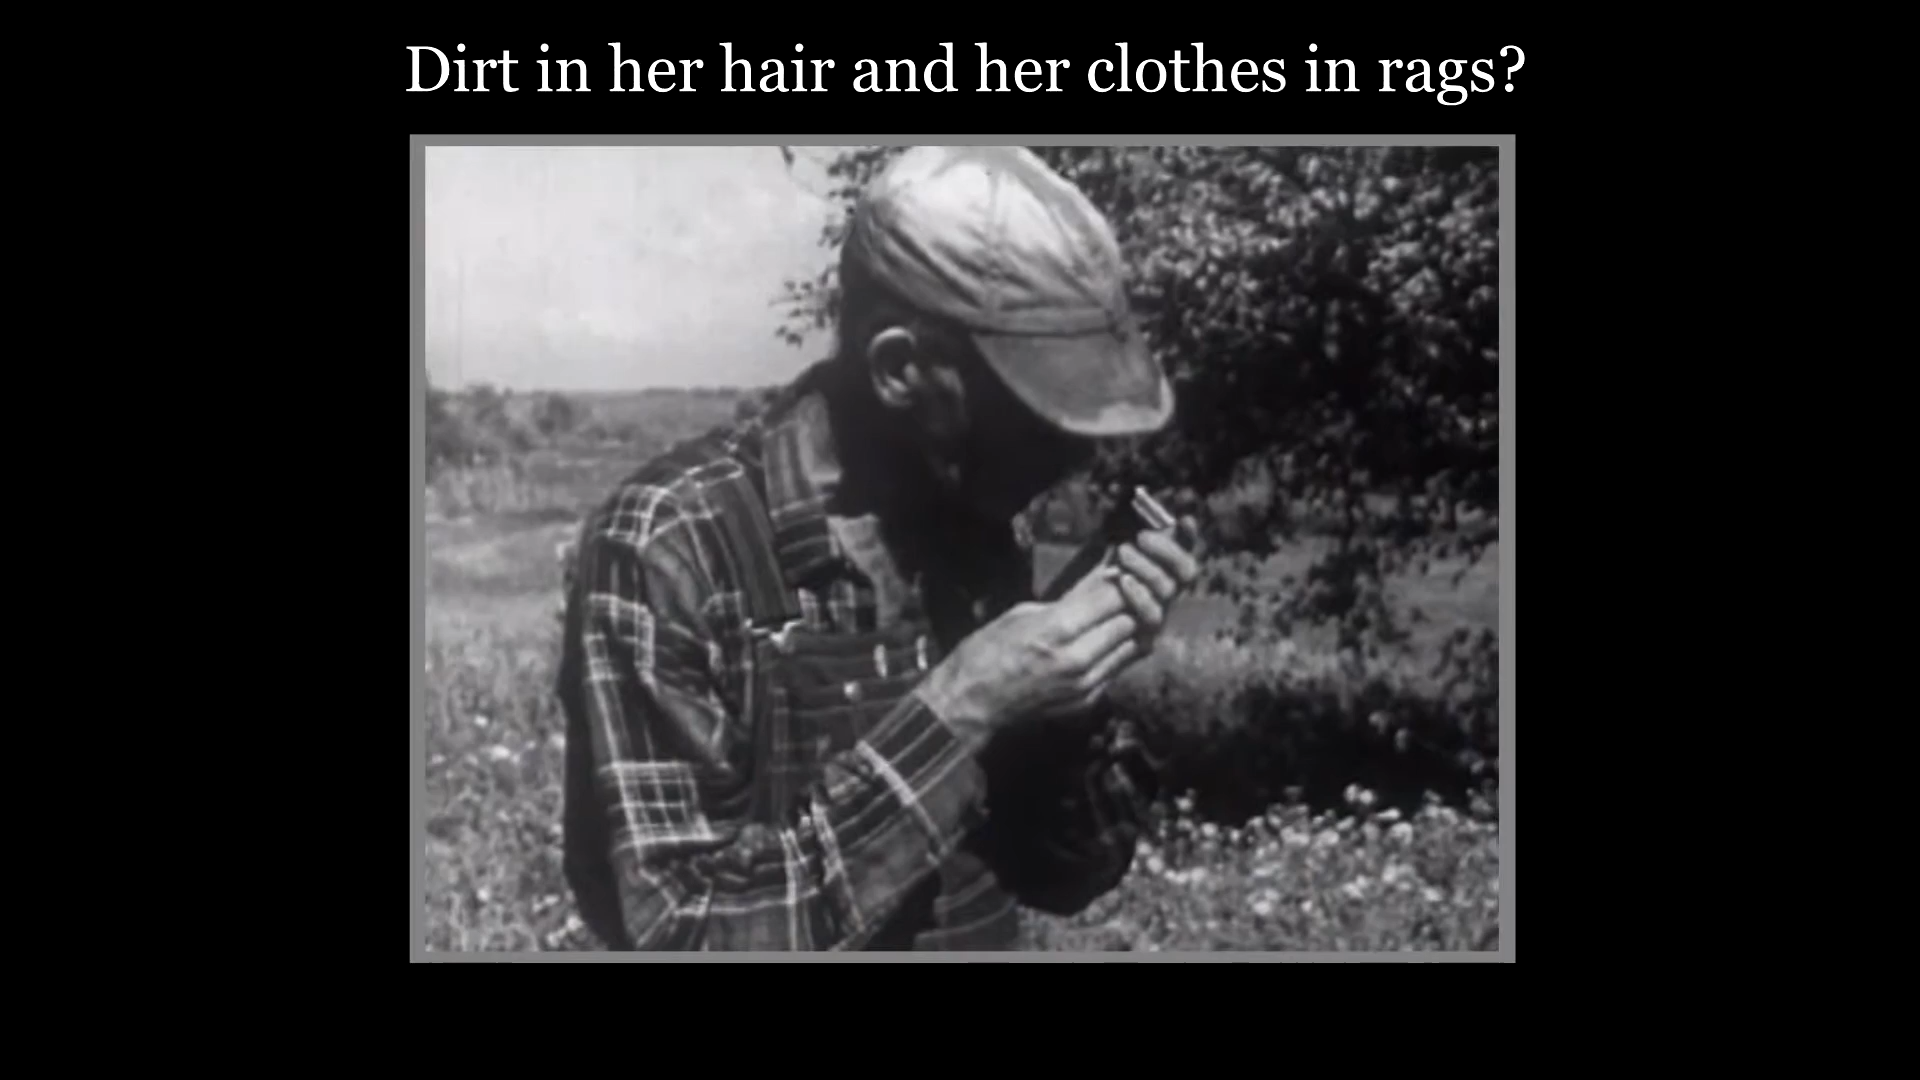 Dirt in her hair and her clothes in rags?